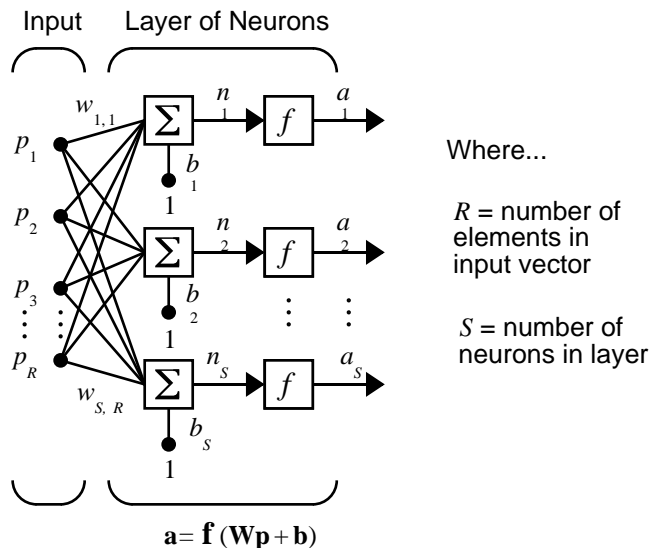 Input Layer of Neurons
w1,1 n1 a1
p1 Σ f
b1
1
p2 n2 a2
Σ f
p3 b2
1
pR nS aS
wS, R Σ f
bS
1
a= f (Wp + b)
Where...
R = number of
elements in
input vector
S = number of
neurons in layer